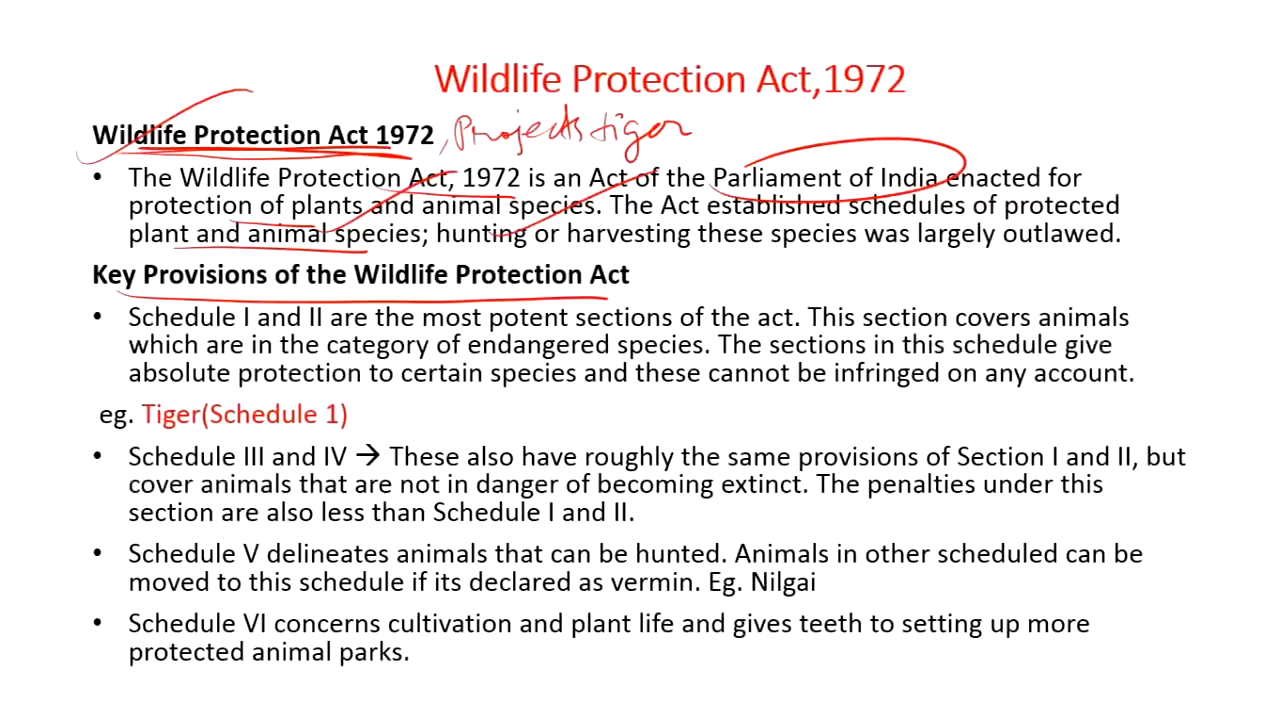 Wildlife Protection Act,1972
Wildlife Protection Act 1972 , Projects tiger
• The Wildlife Protection Act, 1972 is an Act of the Parliament of India enacted for
protection of plants and animal species. The Act established schedules of protected
plant and animal species; hunting or harvesting these species was largely outlawed.
Key Provisions of the Wildlife Protection Act
• Schedule I and II are the most potent sections of the act. This section covers animals
which are in the category of endangered species. The sections in this schedule give
absolute protection to certain species and these cannot be infringed on any account.
eg. Tiger(Schedule 1)
• Schedule III and IV → These also have roughly the same provisions of Section I and II, but
cover animals that are not in danger of becoming extinct. The penalties under this
section are also less than Schedule I and II.
• Schedule V delineates animals that can be hunted. Animals in other scheduled can be
moved to this schedule if its declared as vermin. Eg. Nilgai
• Schedule VI concerns cultivation and plant life and gives teeth to setting up more
protected animal parks.